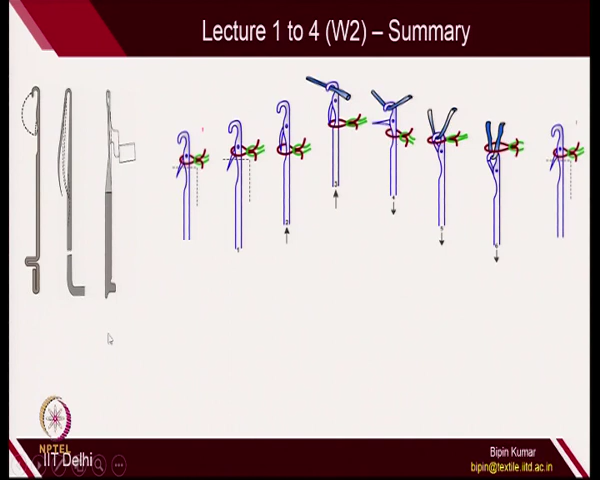 Lecture 1 to 4 (W2) – Summary
NPTEL
IIT Delhi
Bipin Kumar
bipin@textile.iitd.ac.in